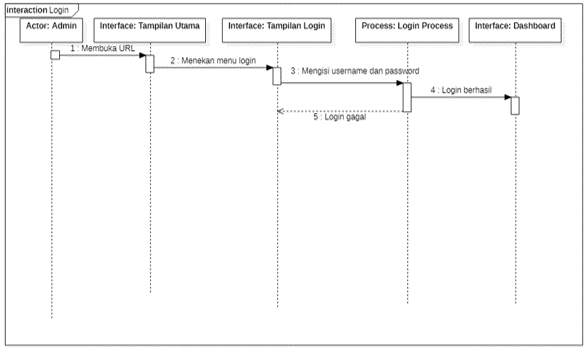 interaction Login
Actor: Admin
Interface: Tampilan Utama
Interface: Tampilan Login
Process: Login Process
Interface: Dashboard
1 : Membuka URL
2 : Menekan menu login
3 : Mengisi username dan password
4 : Login berhasil
5 : Login gagal